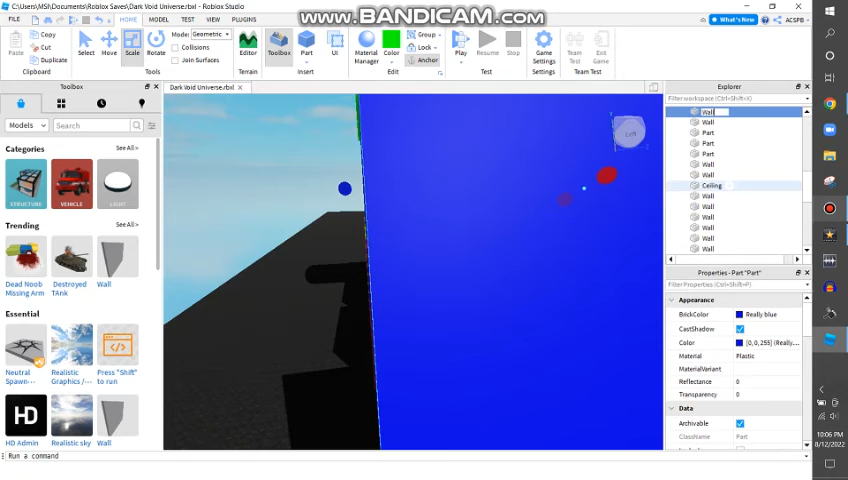 C:\Users\MSI\Documents\Roblox Saves\Dark Void Universe.rbxl - Roblox Studio
WWW.BANDICAM.COM
FILE HOME MODEL TEST VIEW PLUGINS
What's New
ACSPB
Copy
Cut
Duplicate
Clipboard
Select Move Scale Rotate
Mode: Geometric
Collisions
Join Surfaces
Tools
Editor
Terrain
Toolbox Part UI
Insert
Material Manager
Color
Group
Lock
Anchor
Edit
Game Settings
Settings
Play Resume Stop
Test
Team Test
Exit Game
Team Test
Toolbox
Dark Void Universe.rbxl
Explorer
Filter workspace (Ctrl+Shift+X)
Models
Search
Categories
See All >
STRUCTURE
VEHICLE
LIGHT
Trending
See All >
Dead Noob Missing Arm
Destroyed TAnk
Wall
Essential
See All >
Neutral Spawn...
Realistic Graphics /...
Press "Shift" to run
HD
HD Admin
Realistic sky
Wall
Left
Wall
Wall
Part
Part
Part
Wall
Wall
Ceiling
Wall
Wall
Wall
Wall
Wall
Wall
Properties - Part "Part"
Filter Properties (Ctrl+Shift+P)
Appearance
BrickColor Really blue
CastShadow
Color [0,0,255] (Really...
Material Plastic
MaterialVariant
Reflectance 0
Transparency 0
Data
Archivable
ClassName Part
Run a command
10:06 PM
8/12/2022